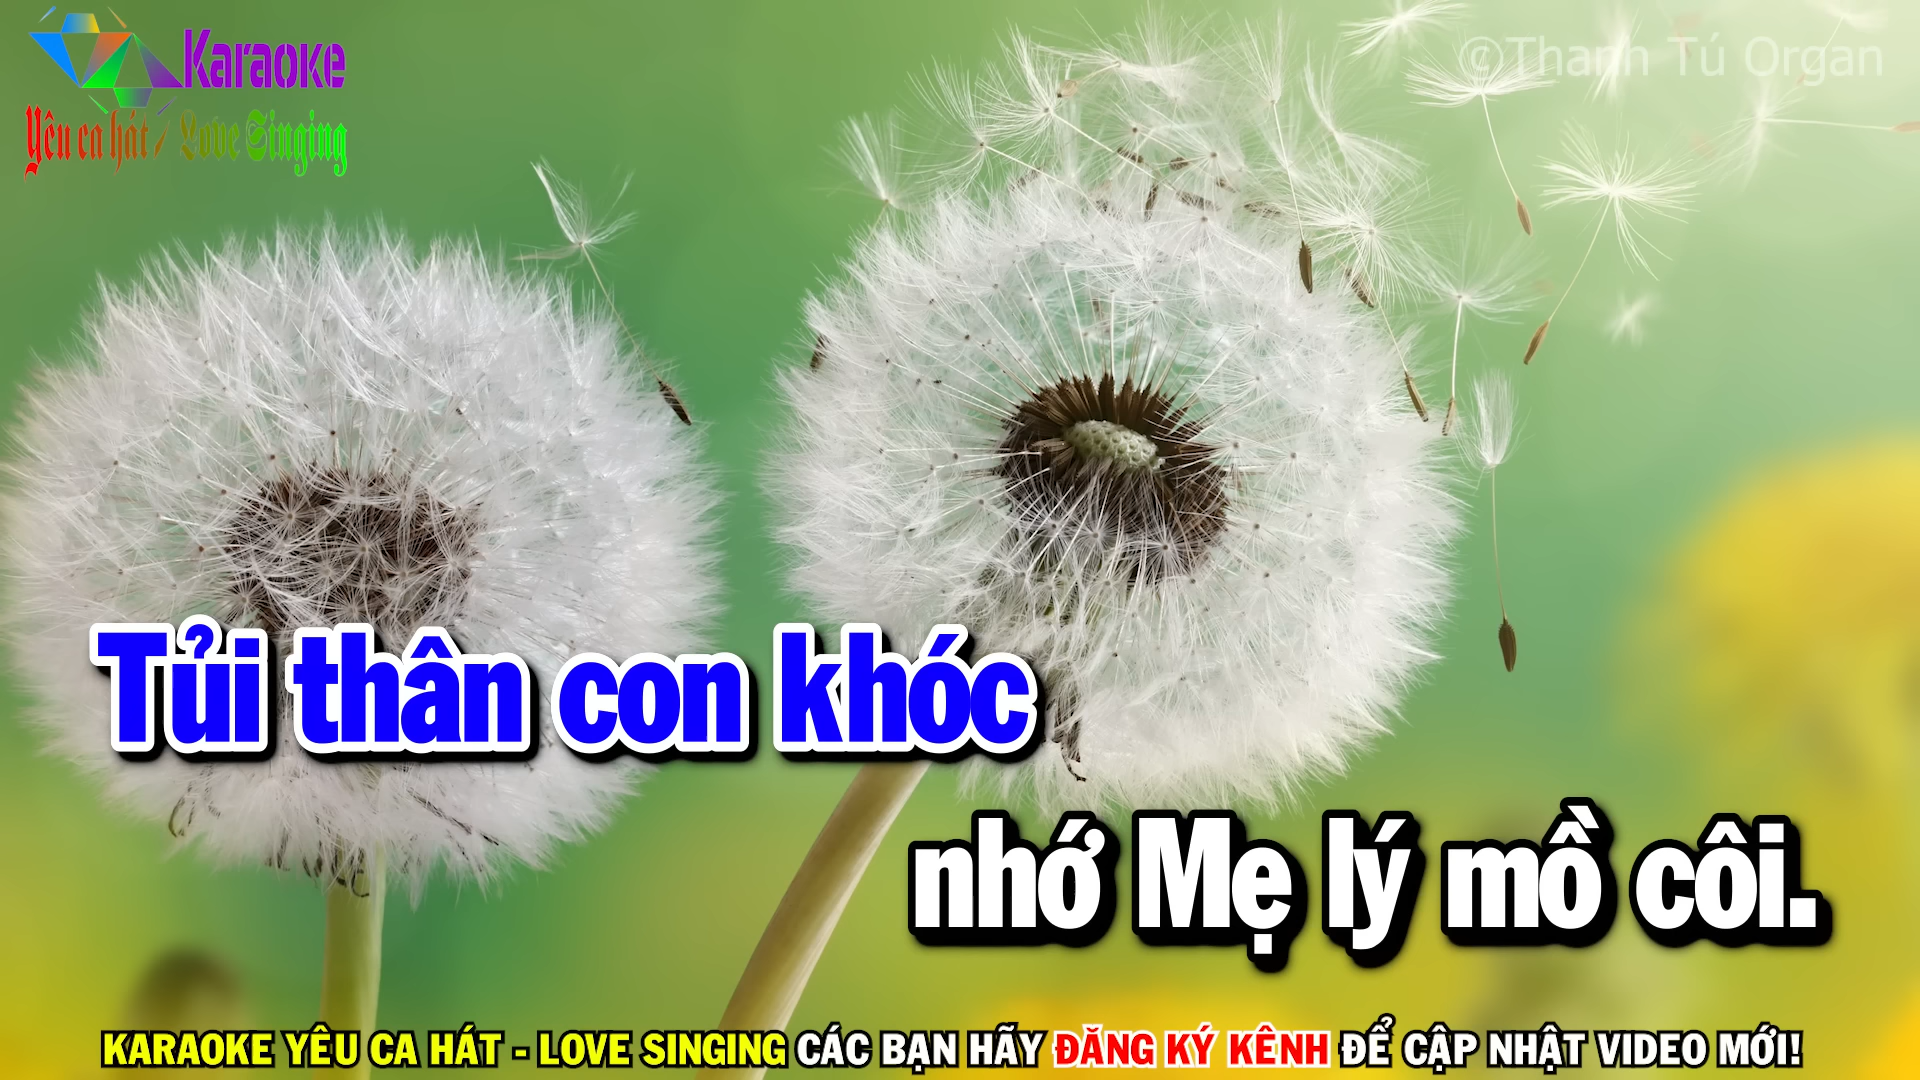 Karaoke
Yêu ca hát / Love Singing
©Thanh Tú Organ
Tủi thân con khóc
nhớ Mẹ lý mồ côi.
KARAOKE YÊU CA HÁT - LOVE SINGING CÁC BẠN HÃY ĐĂNG KÝ KÊNH ĐỂ CẬP NHẬT VIDEO MỚI!